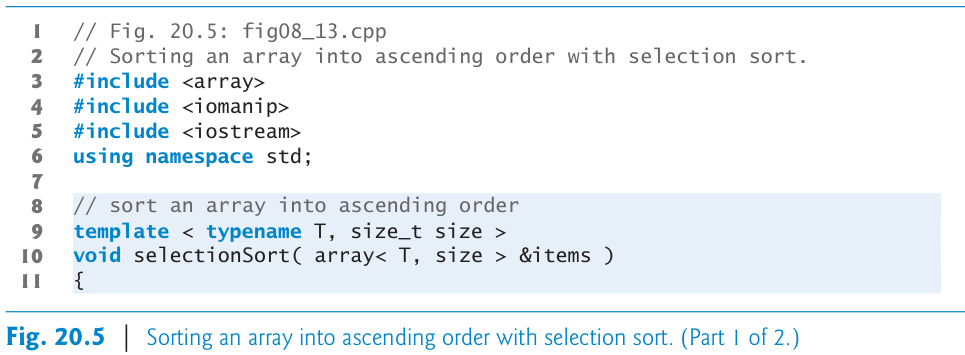 1 // Fig. 20.5: fig08_13.cpp
2 // Sorting an array into ascending order with selection sort.
3 #include <array>
4 #include <iomanip>
5 #include <iostream>
6 using namespace std;
7
8 // sort an array into ascending order
9 template < typename T, size_t size >
10 void selectionSort( array< T, size > &items )
11 {
Fig. 20.5 | Sorting an array into ascending order with selection sort. (Part 1 of 2.)